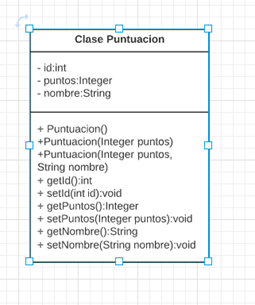 Clase Puntuacion
- id:int
- puntos:Integer
- nombre:String
+ Puntuacion()
+Puntuacion(Integer puntos)
+Puntuacion(Integer puntos,
String nombre)
+ getId():int
+ setId(int id):void
+ getPuntos():Integer
+ setPuntos(Integer puntos):void
+ getNombre():String
+ setNombre(String nombre):void